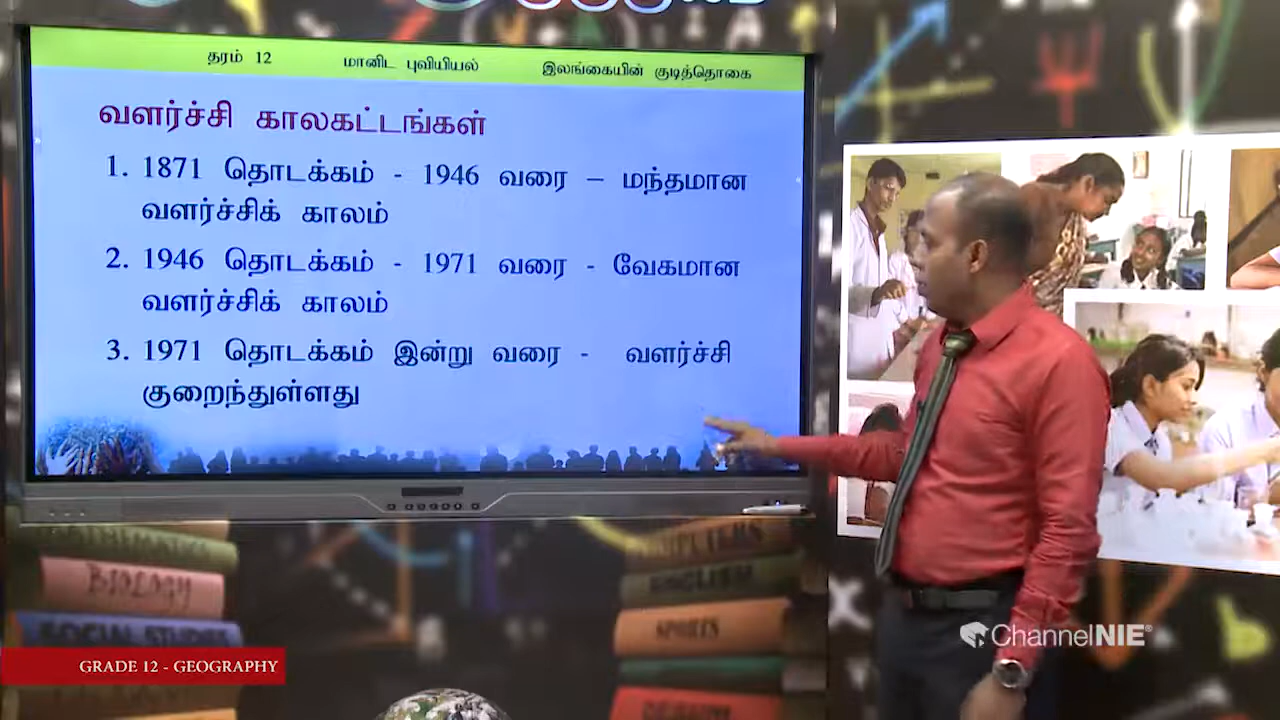 தரம் 12 மானிட புவியியல் இலங்கையின் குடித்தொகை
வளர்ச்சி காலகட்டங்கள்
1. 1871 தொடக்கம் - 1946 வரை – மந்தமான
வளர்ச்சிக் காலம்
2. 1946 தொடக்கம் - 1971 வரை - வேகமான
வளர்ச்சிக் காலம்
3. 1971 தொடக்கம் இன்று வரை - வளர்ச்சி
குறைந்துள்ளது
MATHEMATICS
BIOLOGY
SOCIAL STUDIES
ENGLISH
SPORTS
GRADE 12 - GEOGRAPHY
ChannelNIE®